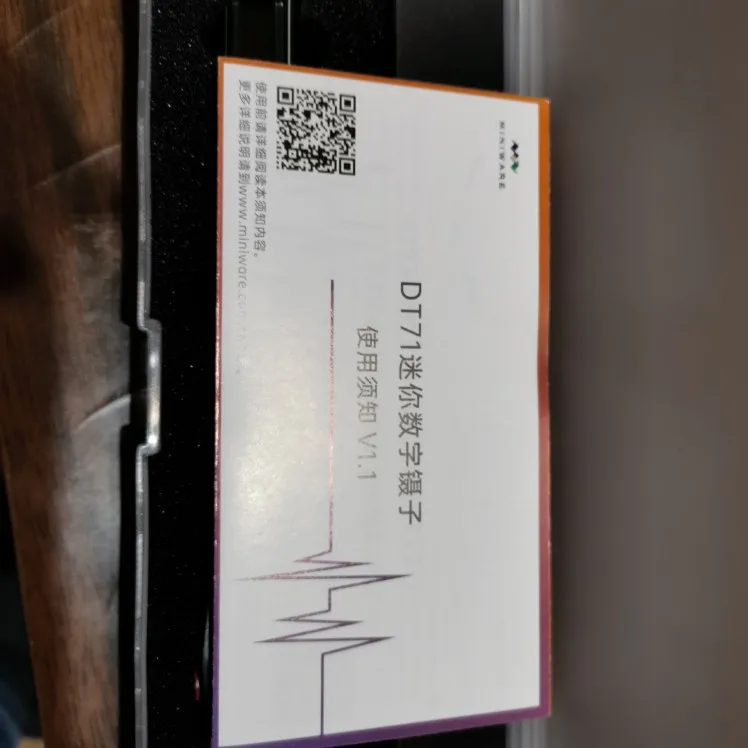 MINIWARE
DT71迷你数字镊子
使用须知 V1.1
使用前请详细阅读本须知内容。
更多详细说明请到www.miniware.com.cn